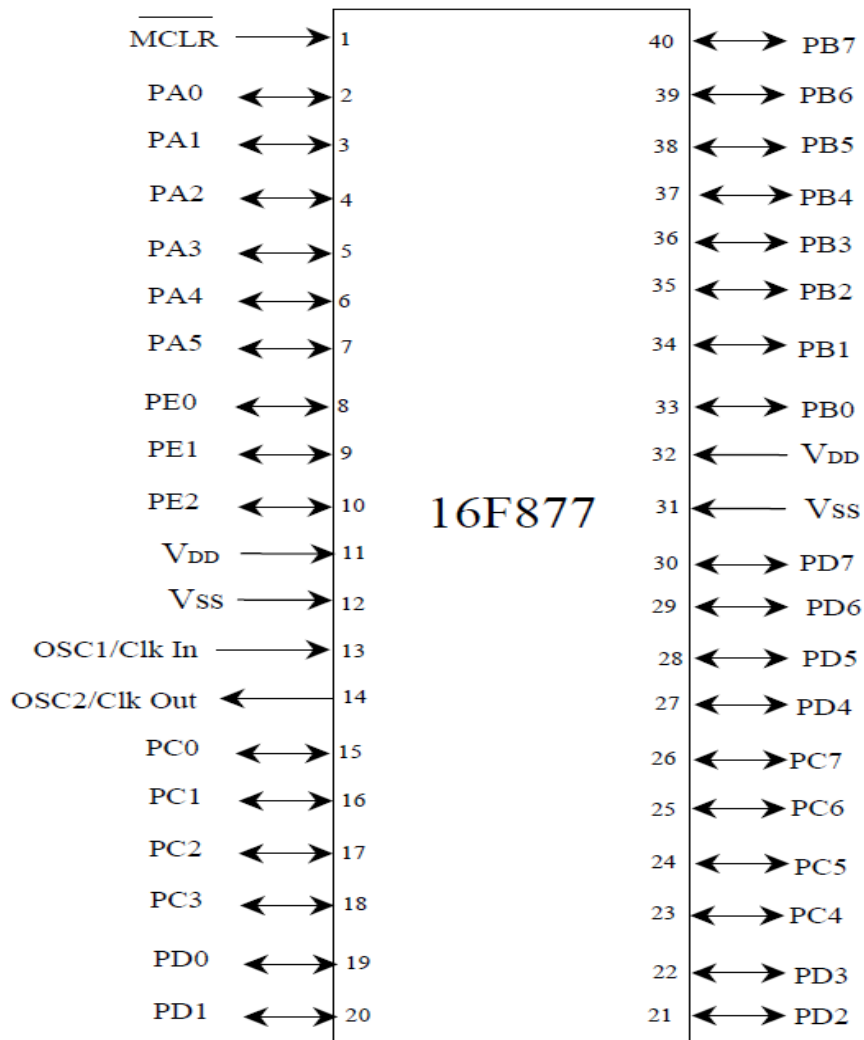 MCLR 1 40 PB7
PA0 2 39 PB6
PA1 3 38 PB5
PA2 4 37 PB4
PA3 5 36 PB3
PA4 6 35 PB2
PA5 7 34 PB1
PE0 8 33 PB0
PE1 9 32 VDD
PE2 10 16F877 31 VSS
VDD 11 30 PD7
VSS 12 29 PD6
OSC1/Clk In 13 28 PD5
OSC2/Clk Out 14 27 PD4
PC0 15 26 PC7
PC1 16 25 PC6
PC2 17 24 PC5
PC3 18 23 PC4
PD0 19 22 PD3
PD1 20 21 PD2